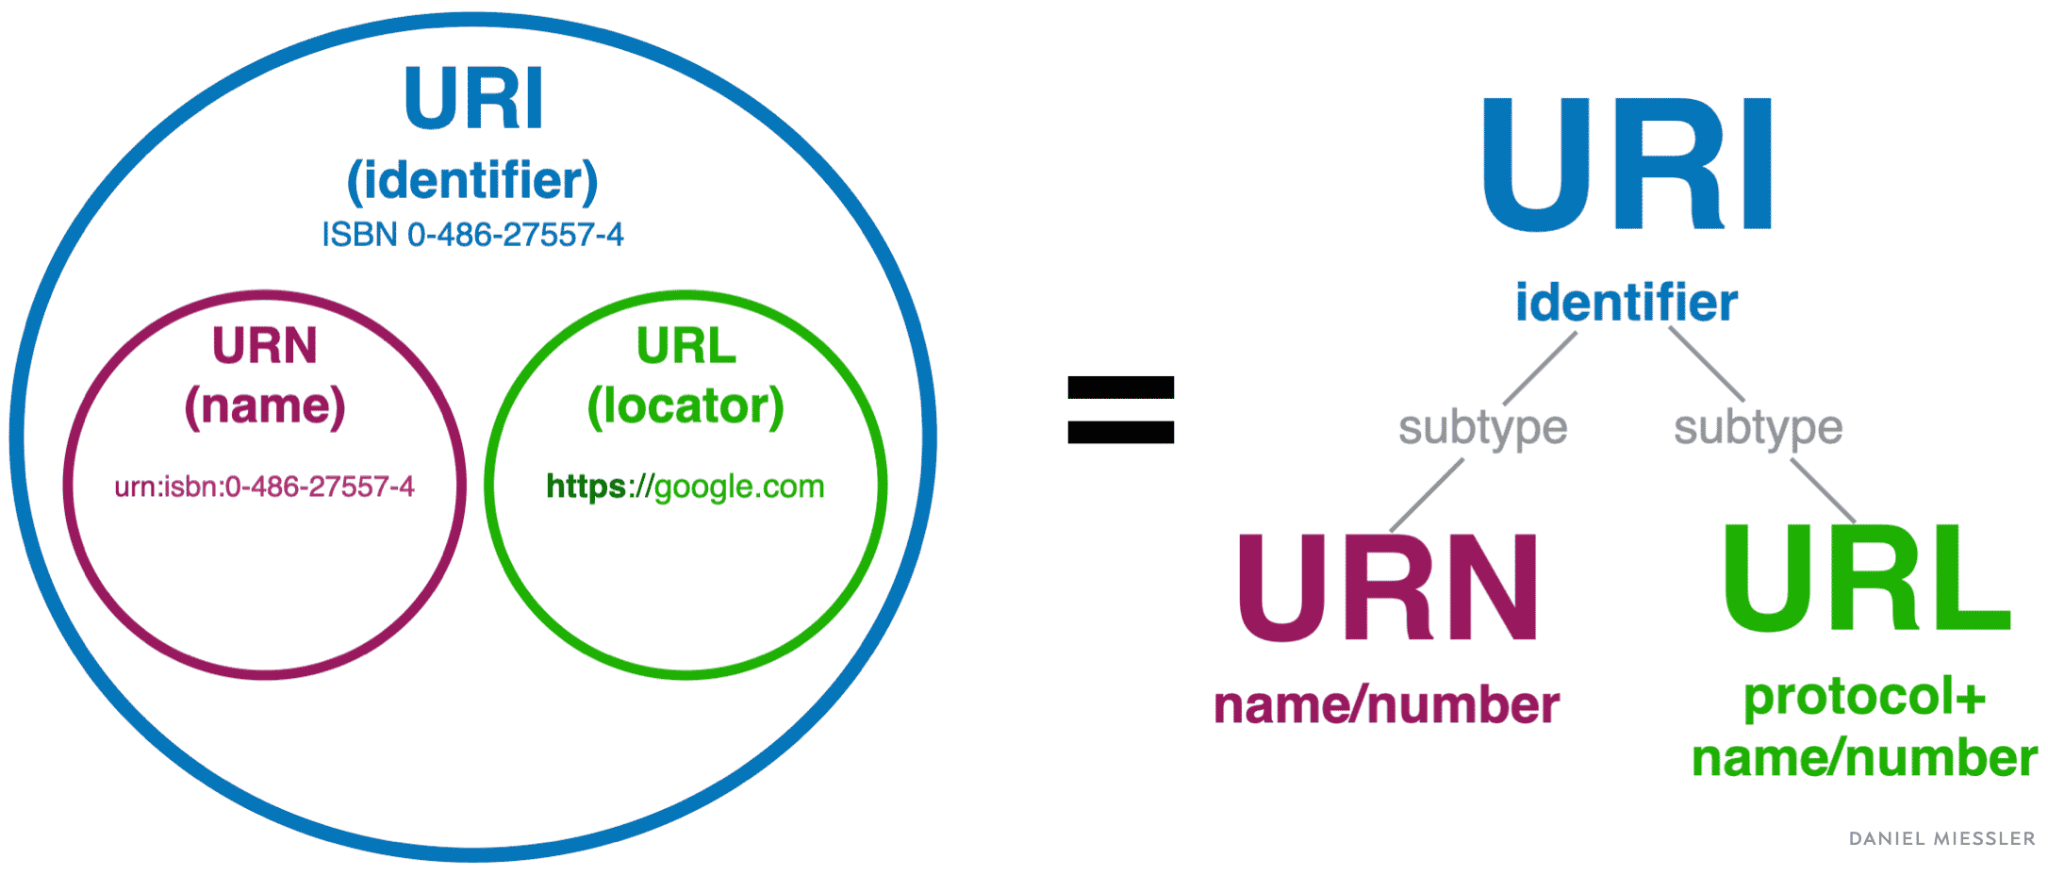 URI
(identifier)
ISBN 0-486-27557-4
URN
(name)
urn:isbn:0-486-27557-4
URL
(locator)
https://google.com
=
URI
identifier
subtype
subtype
URN
name/number
URL
protocol+
name/number
DANIEL MIESSLER